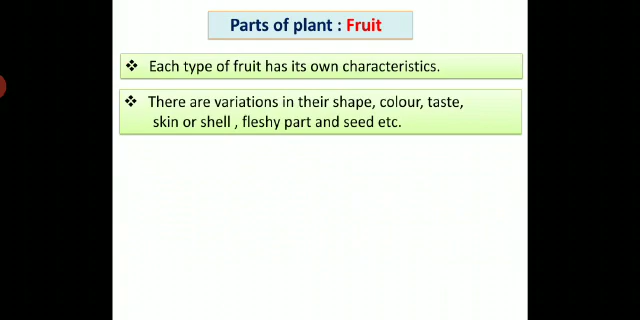 Parts of plant : Fruit
❖ Each type of fruit has its own characteristics.
❖ There are variations in their shape, colour, taste,
skin or shell , fleshy part and seed etc.